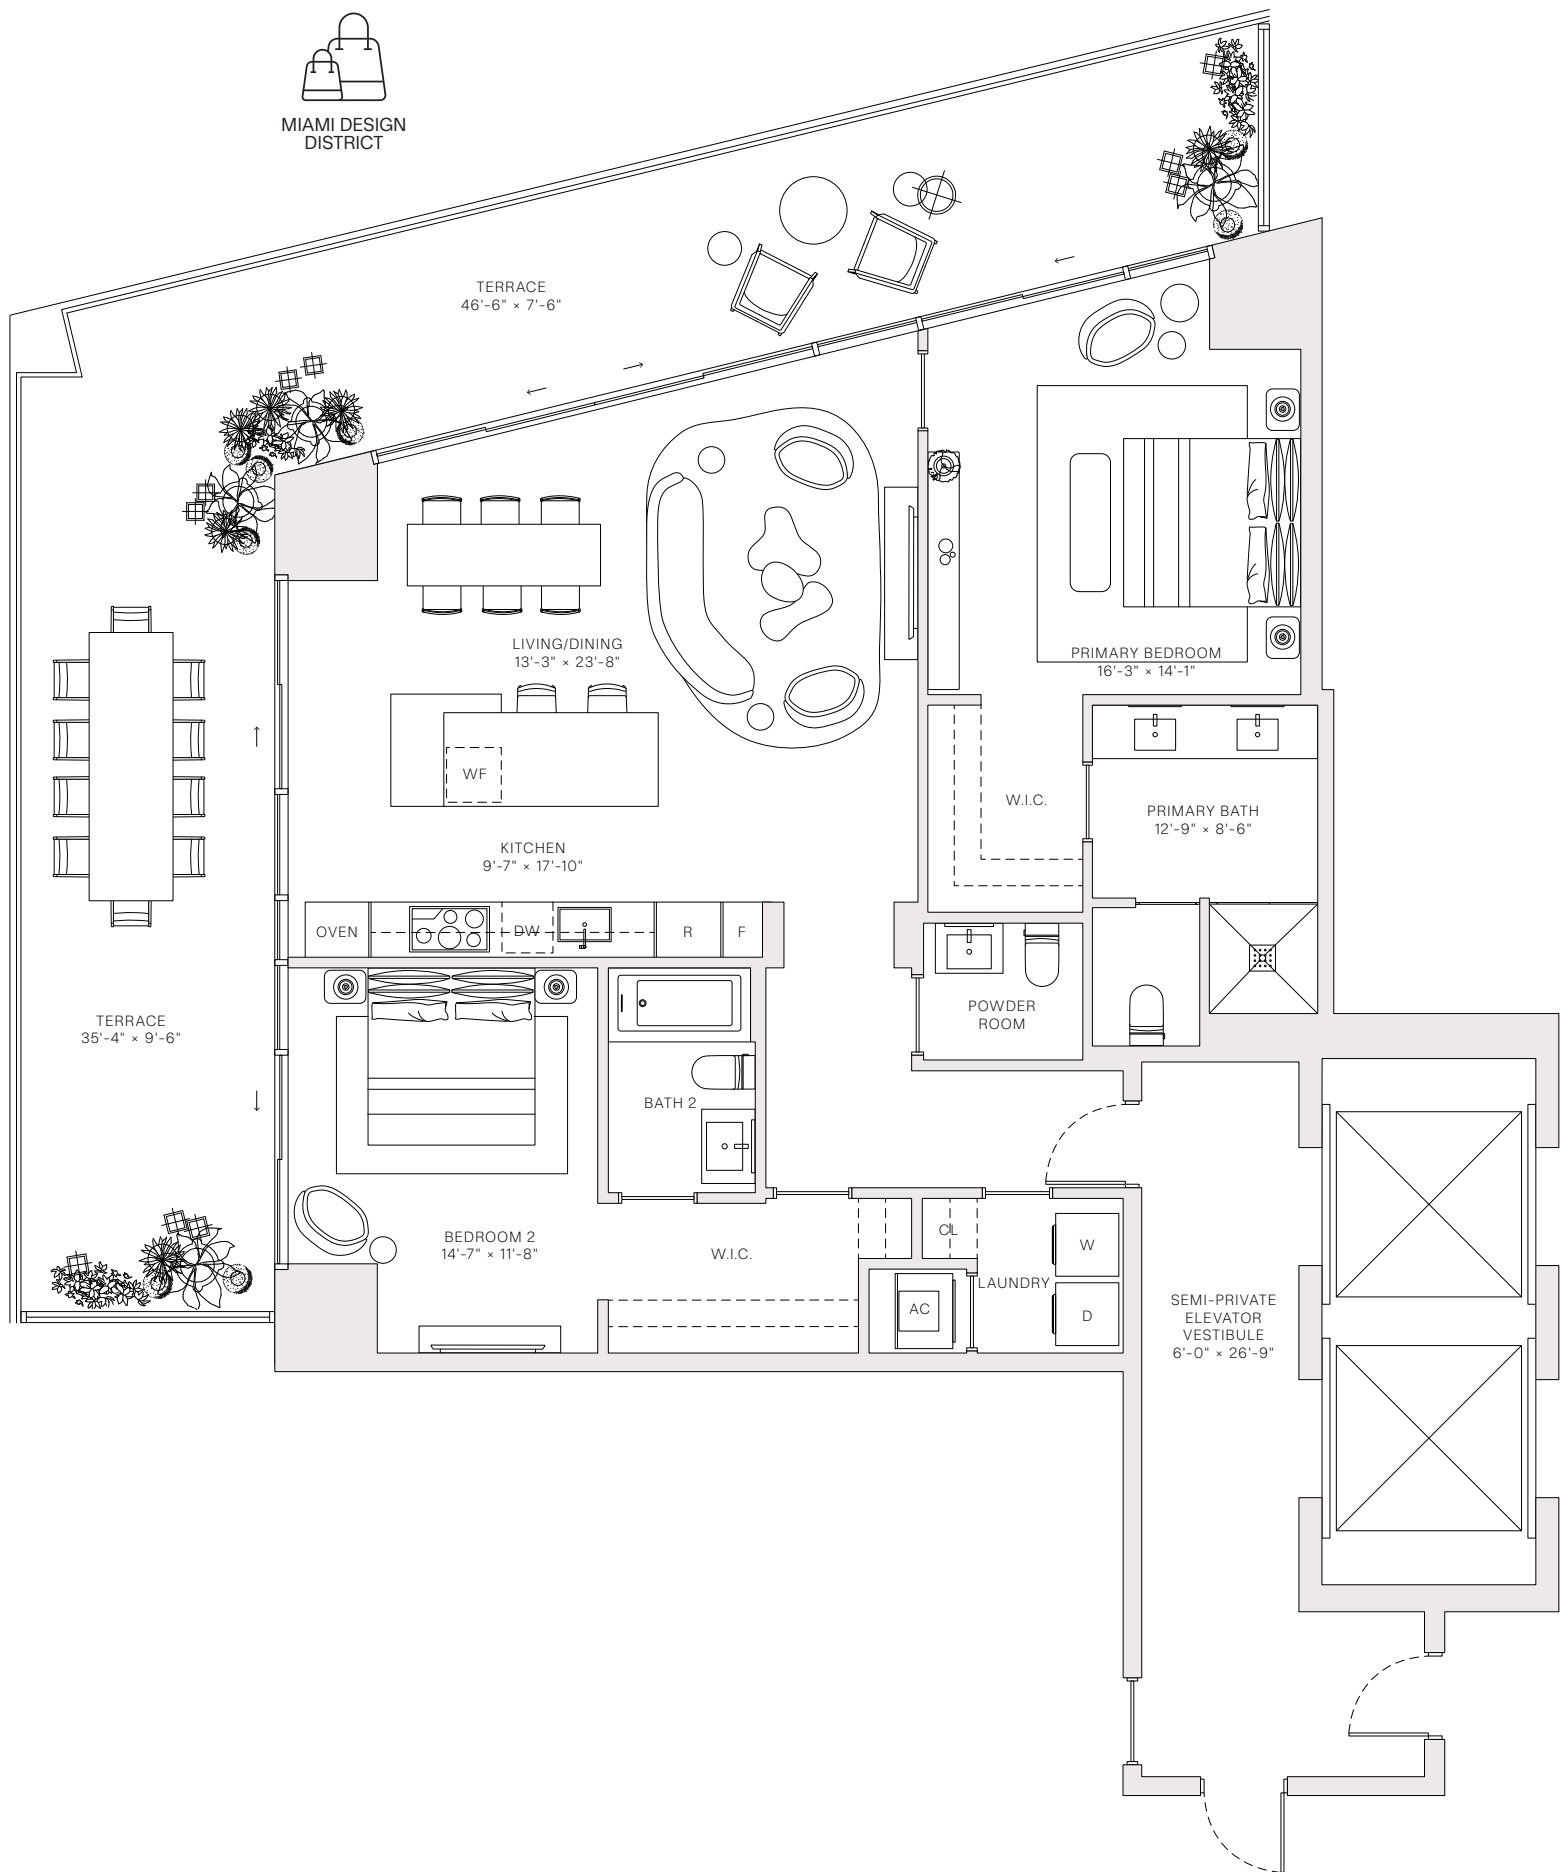 MIAMI DESIGN
DISTRICT
TERRACE
46'-6" × 7'-6"
LIVING/DINING
13'-3" × 23'-8"
PRIMARY BEDROOM
16'-3" × 14'-1"
WF
W.I.C.
PRIMARY BATH
12'-9" × 8'-6"
KITCHEN
9'-7" × 17'-10"
OVEN
DW
R
F
TERRACE
35'-4" × 9'-6"
POWDER
ROOM
BATH 2
BEDROOM 2
14'-7" × 11'-8"
W.I.C.
CL
W
LAUNDRY
AC
D
SEMI-PRIVATE
ELEVATOR
VESTIBULE
6'-0" × 26'-9"